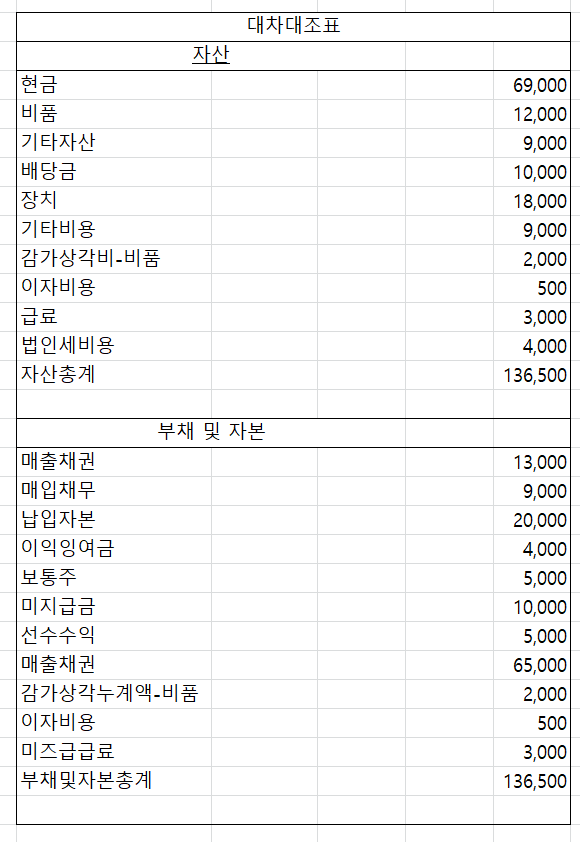 대차대조표
자산
현금 69,000
비품 12,000
기타자산 9,000
배당금 10,000
장치 18,000
기타비용 9,000
감가상각비-비품 2,000
이자비용 500
급료 3,000
법인세비용 4,000
자산총계 136,500
부채 및 자본
매출채권 13,000
매입채무 9,000
납입자본 20,000
이익잉여금 4,000
보통주 5,000
미지급금 10,000
선수수익 5,000
매출채권 65,000
감가상각누계액-비품 2,000
이자비용 500
미즈급급료 3,000
부채및자본총계 136,500